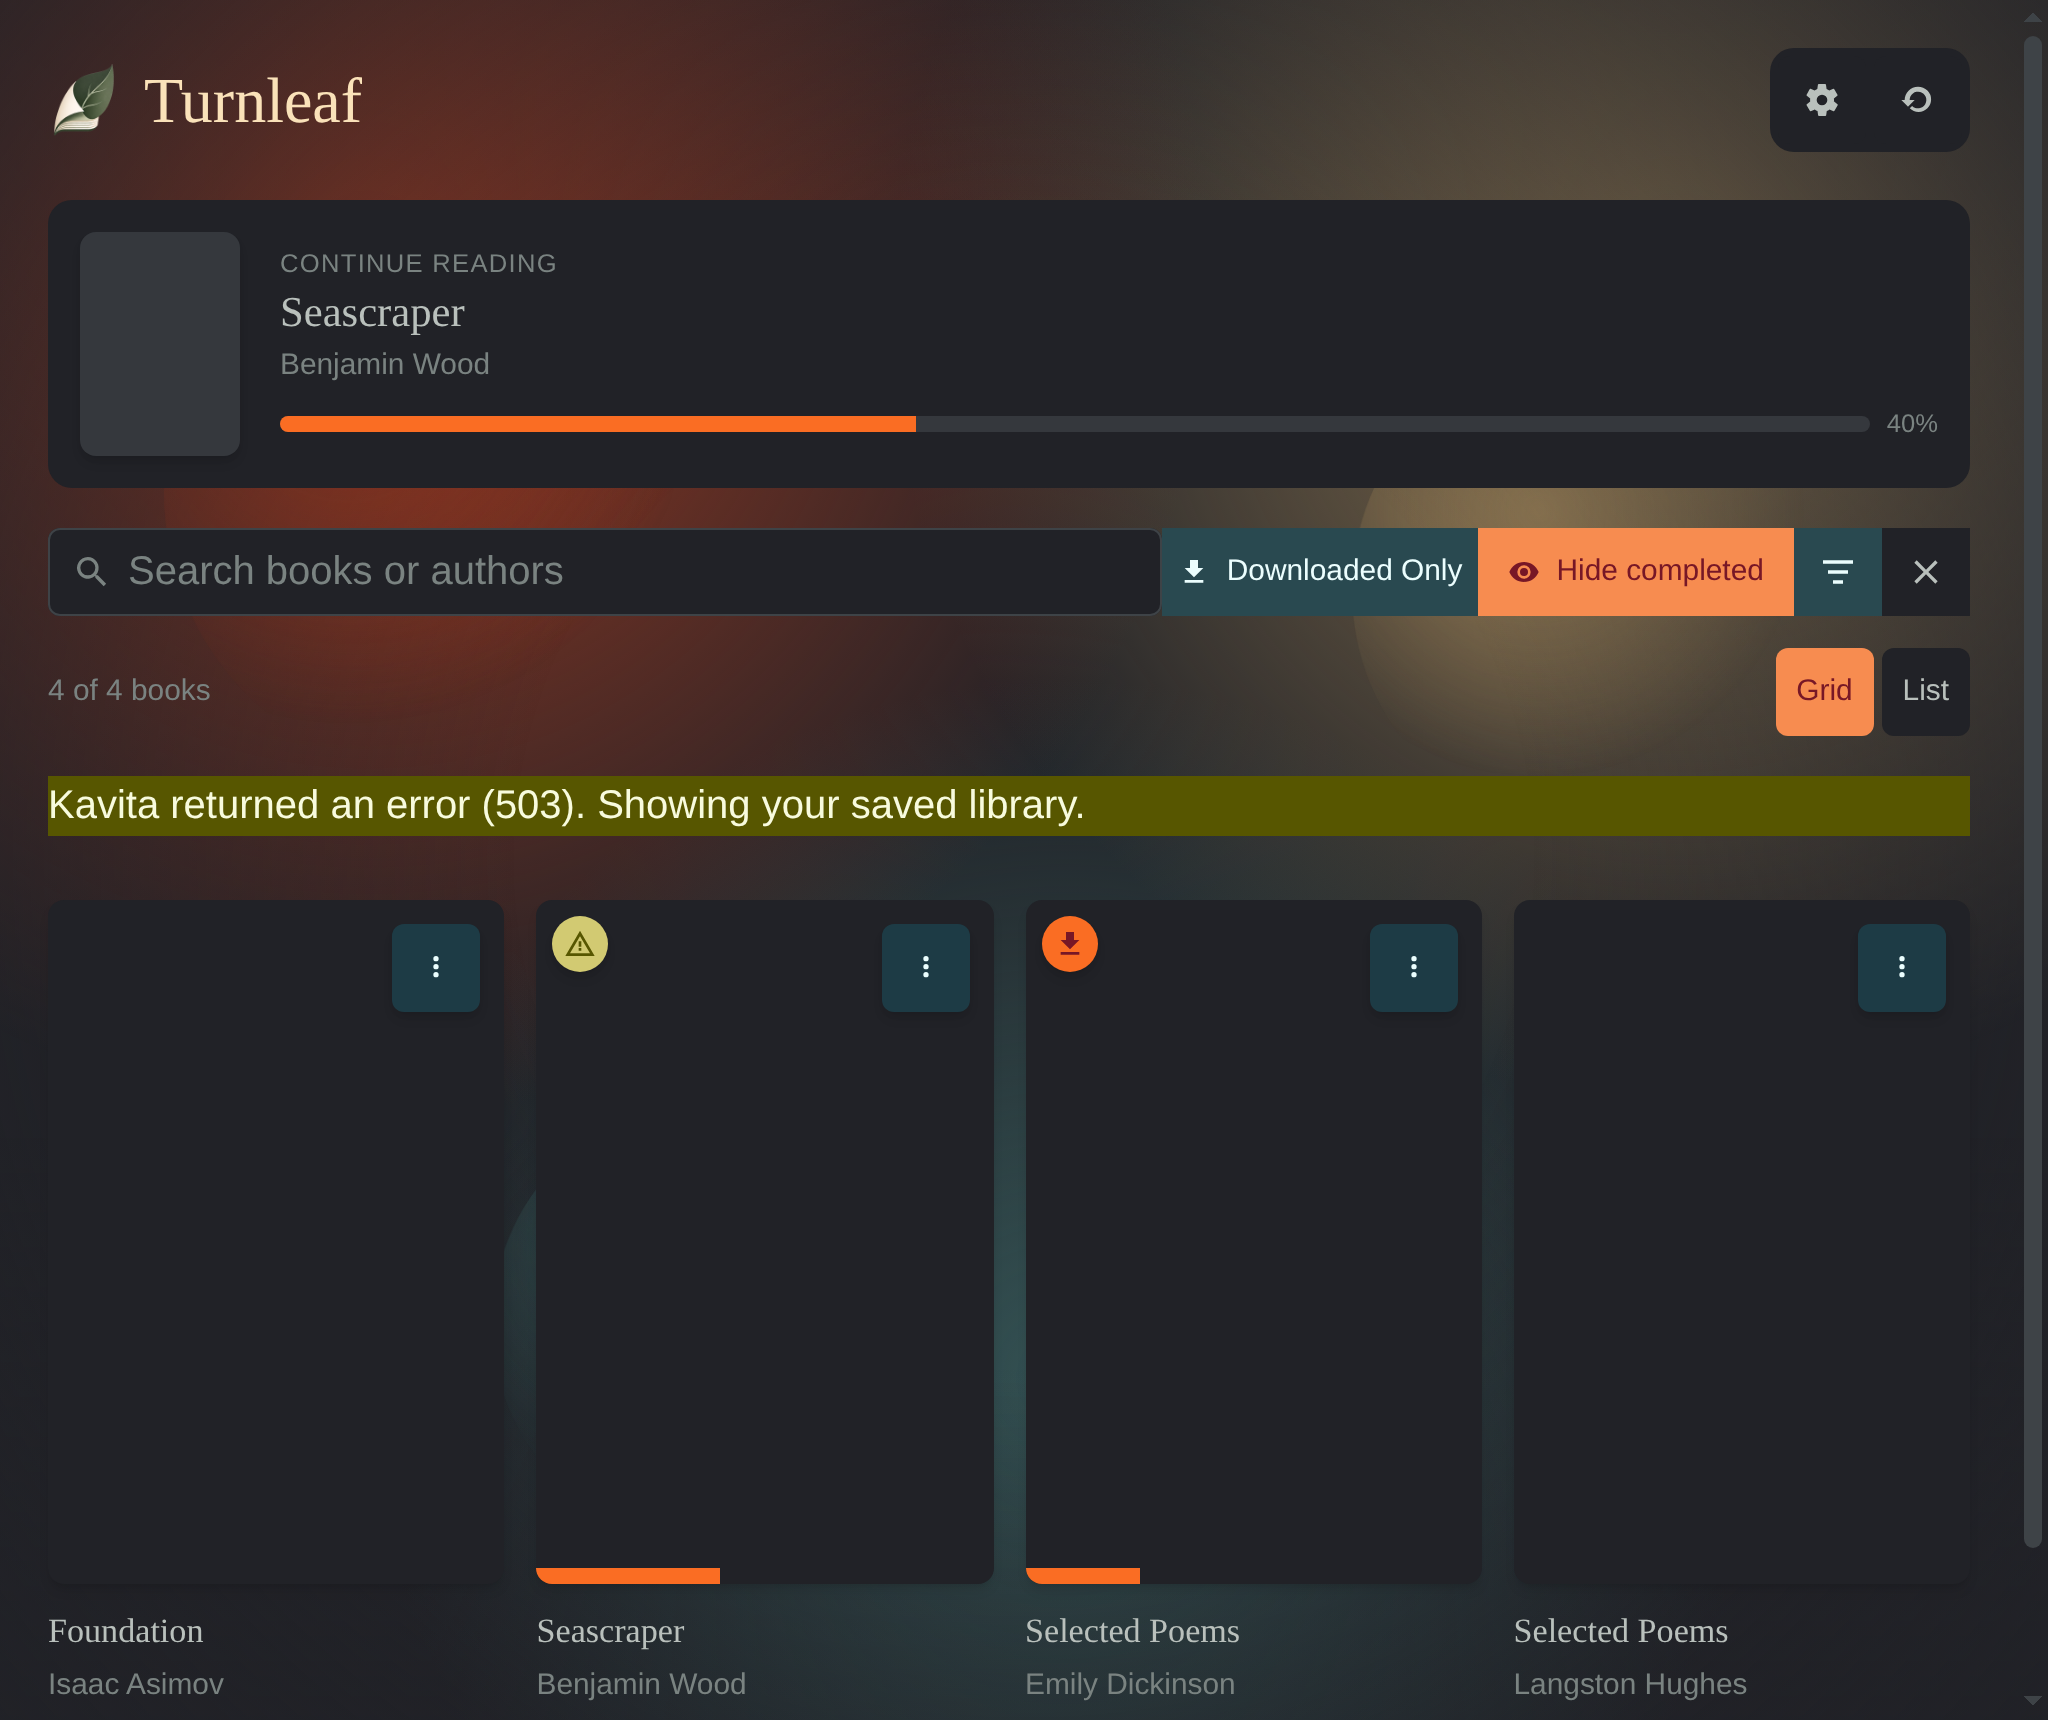 Turnleaf
CONTINUE READING
Seascraper
Benjamin Wood
40%
Search books or authors
Downloaded Only
Hide completed
4 of 4 books
Grid
List
Kavita returned an error (503). Showing your saved library.
Foundation
Seascraper
Selected Poems
Selected Poems
Isaac Asimov
Benjamin Wood
Emily Dickinson
Langston Hughes